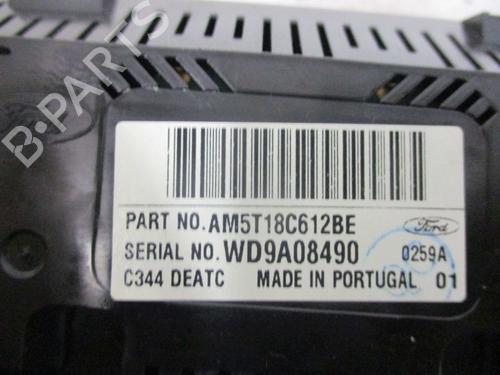 B-PARTS
PART NO. AM5T18C612BE
Ford
SERIAL NO. WD9A08490 0259A
C344 DEATC MADE IN PORTUGAL 01